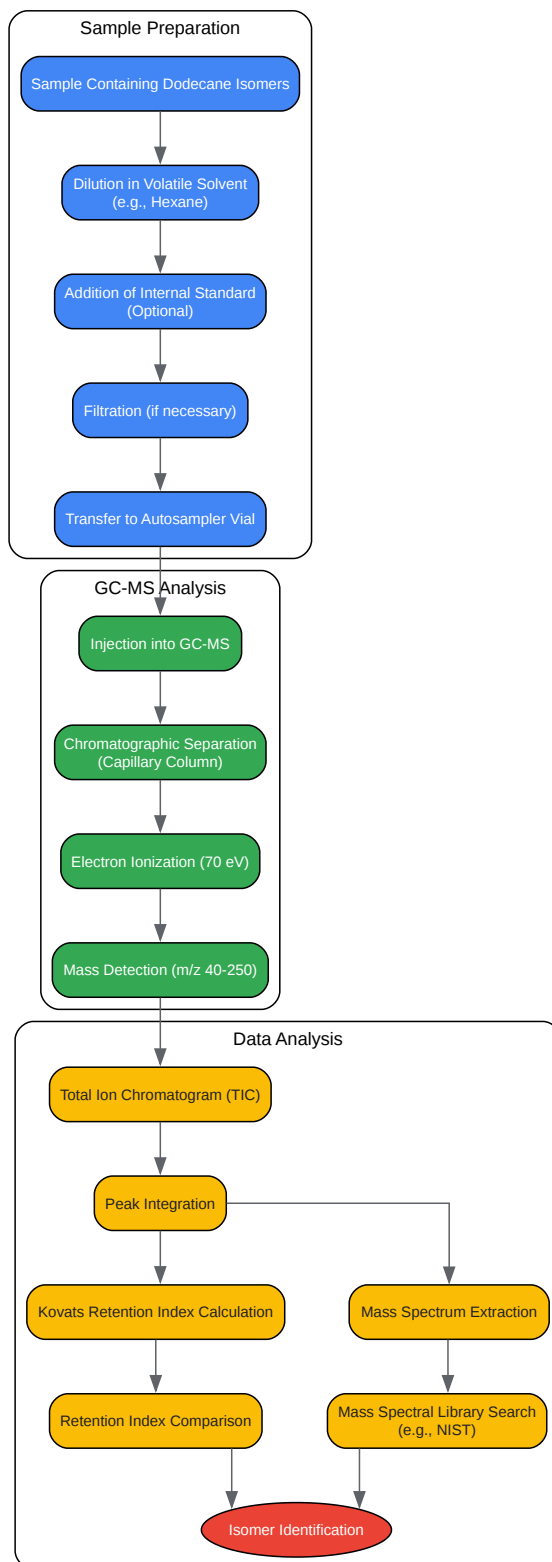 Sample Preparation
Sample Containing Dodecane Isomers
Dilution in Volatile Solvent
(e.g., Hexane)
Addition of Internal Standard
(Optional)
Filtration (if necessary)
Transfer to Autosampler Vial
GC-MS Analysis
Injection into GC-MS
Chromatographic Separation
(Capillary Column)
Electron Ionization (70 eV)
Mass Detection (m/z 40-250)
Data Analysis
Total Ion Chromatogram (TIC)
Peak Integration
Kovats Retention Index Calculation
Mass Spectrum Extraction
Retention Index Comparison
Mass Spectral Library Search
(e.g., NIST)
Isomer Identification